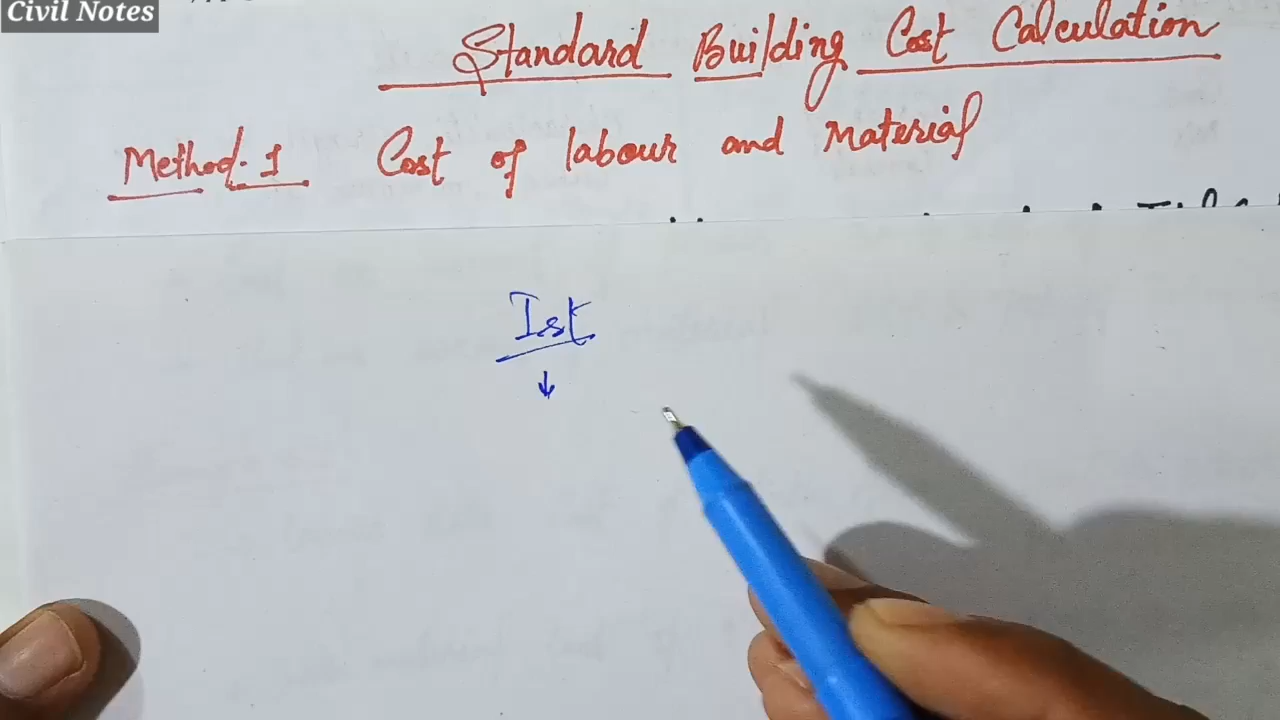 Civil Notes
Standard Building Cost Calculation
Method-1 Cost of labour and Material
Ist
↓